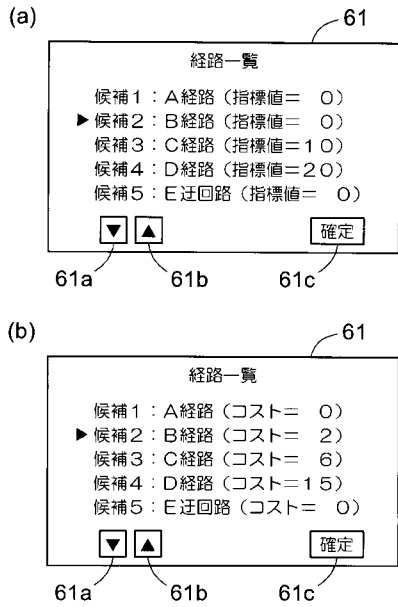 (a)
61
経路一覧
候補1：A経路（指標値＝　0）
▶候補2：B経路（指標値＝　0）
候補3：C経路（指標値＝10）
候補4：D経路（指標値＝20）
候補5：E迂回路（指標値＝　0）
▼ ▲ 確定
61a 61b 61c
(b)
61
経路一覧
候補1：A経路（コスト＝　0）
▶候補2：B経路（コスト＝　2）
候補3：C経路（コスト＝　6）
候補4：D経路（コスト＝15）
候補5：E迂回路（コスト＝　0）
▼ ▲ 確定
61a 61b 61c